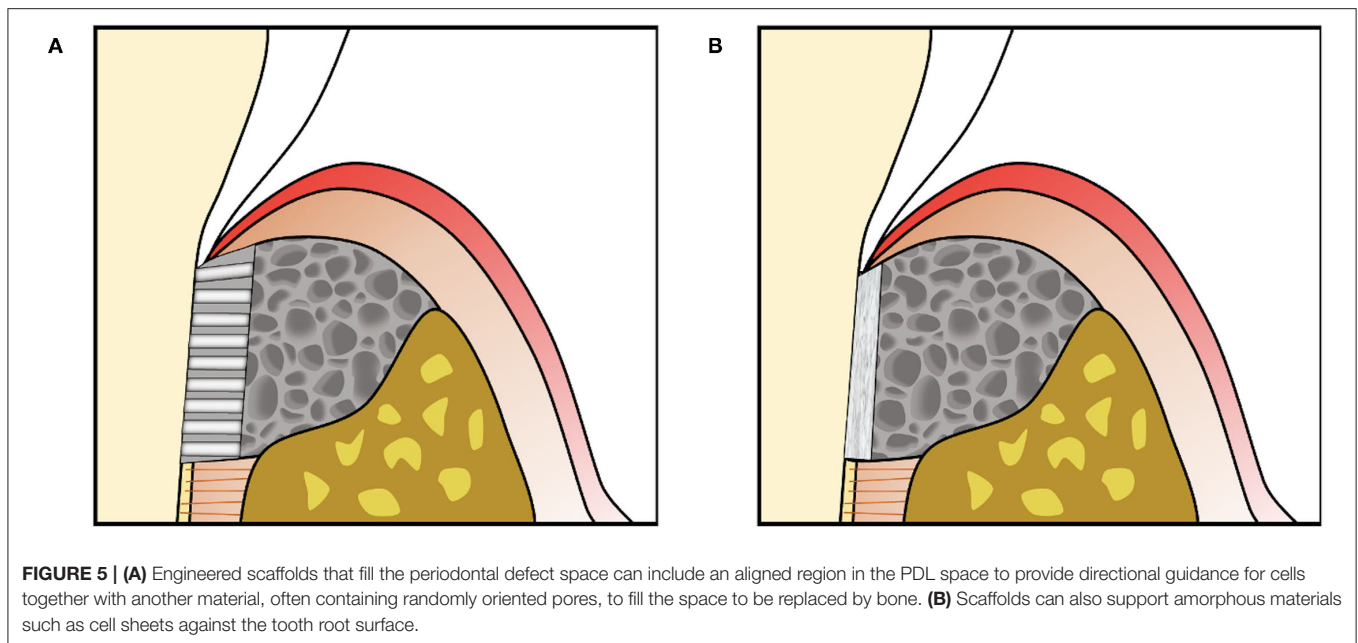 A
B
FIGURE 5 | (A) Engineered scaffolds that fill the periodontal defect space can include an aligned region in the PDL space to provide directional guidance for cells
together with another material, often containing randomly oriented pores, to fill the space to be replaced by bone. (B) Scaffolds can also support amorphous materials
such as cell sheets against the tooth root surface.